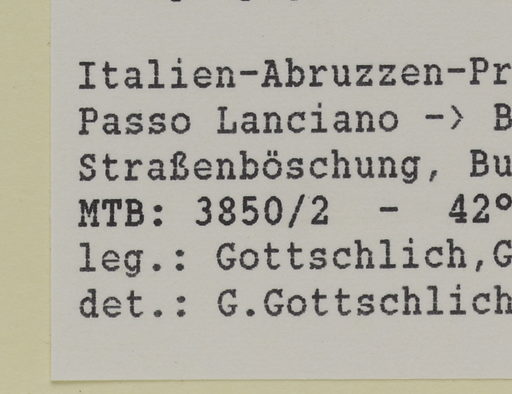 Italien-Abruzzen-Pr
Passo Lanciano -> B
Straßenböschung, Bu
MTB: 3850/2 - 42°
leg.: Gottschlich,G
det.: G.Gottschlich